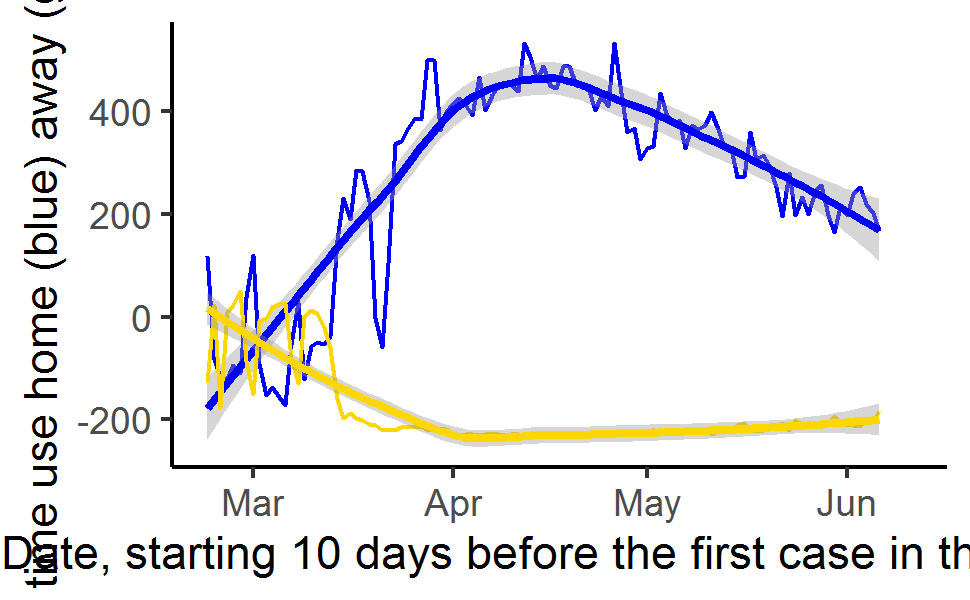 time use home (blue) away (
400
200
0
-200
Mar Apr May Jun
Date, starting 10 days before the first case in th